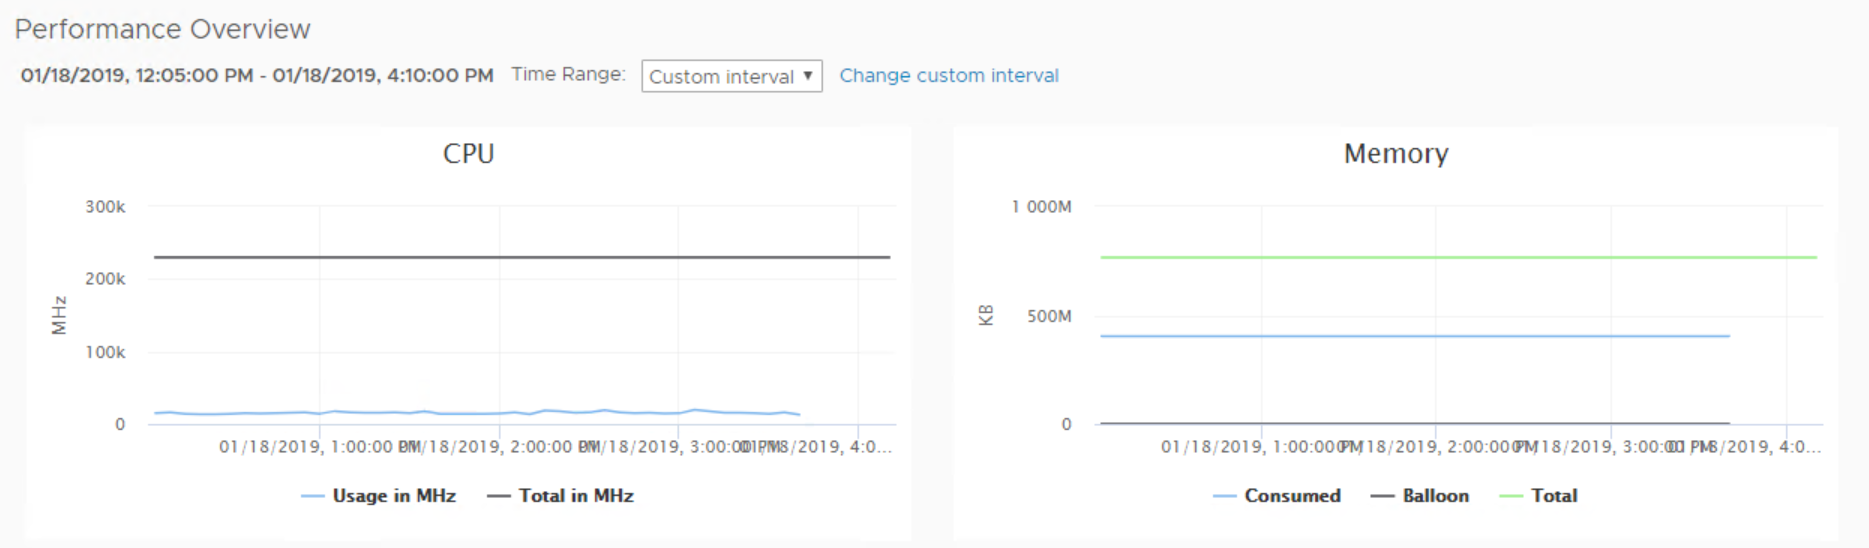 Performance Overview
01/18/2019, 12:05:00 PM - 01/18/2019, 4:10:00 PM Time Range: Custom interval ▼ Change custom interval
CPU
300k
200k
100k
0
MHz
01/18/2019, 1:00:00 PM 01/18/2019, 2:00:00 PM 01/18/2019, 3:00:00 PM 01/18/2019, 4:0...
Usage in MHz Total in MHz
Memory
1 000M
500M
0
KB
01/18/2019, 1:00:00 PM 01/18/2019, 2:00:00 PM 01/18/2019, 3:00:00 PM 01/18/2019, 4:0...
Consumed Balloon Total